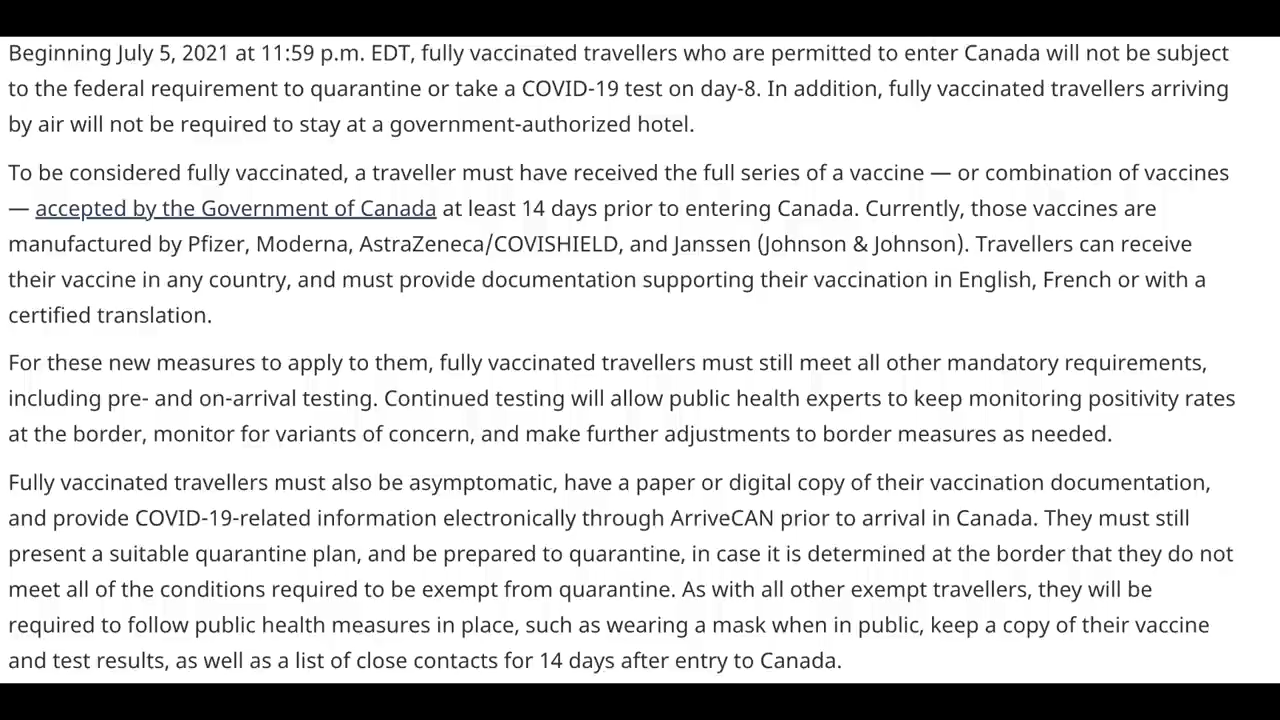 Beginning July 5, 2021 at 11:59 p.m. EDT, fully vaccinated travellers who are permitted to enter Canada will not be subject
to the federal requirement to quarantine or take a COVID-19 test on day-8. In addition, fully vaccinated travellers arriving
by air will not be required to stay at a government-authorized hotel.
To be considered fully vaccinated, a traveller must have received the full series of a vaccine — or combination of vaccines
— accepted by the Government of Canada at least 14 days prior to entering Canada. Currently, those vaccines are
manufactured by Pfizer, Moderna, AstraZeneca/COVISHIELD, and Janssen (Johnson & Johnson). Travellers can receive
their vaccine in any country, and must provide documentation supporting their vaccination in English, French or with a
certified translation.
For these new measures to apply to them, fully vaccinated travellers must still meet all other mandatory requirements,
including pre- and on-arrival testing. Continued testing will allow public health experts to keep monitoring positivity rates
at the border, monitor for variants of concern, and make further adjustments to border measures as needed.
Fully vaccinated travellers must also be asymptomatic, have a paper or digital copy of their vaccination documentation,
and provide COVID-19-related information electronically through ArriveCAN prior to arrival in Canada. They must still
present a suitable quarantine plan, and be prepared to quarantine, in case it is determined at the border that they do not
meet all of the conditions required to be exempt from quarantine. As with all other exempt travellers, they will be
required to follow public health measures in place, such as wearing a mask when in public, keep a copy of their vaccine
and test results, as well as a list of close contacts for 14 days after entry to Canada.